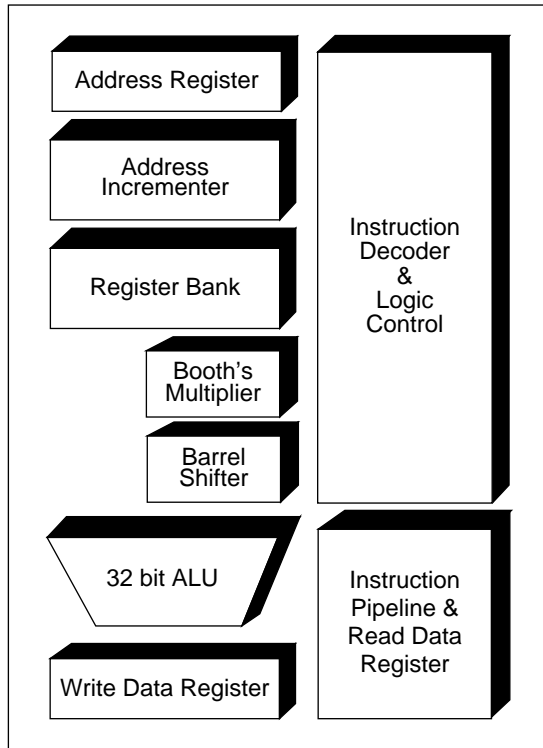 Address Register
Address
Incrementer
Register Bank
Booth's
Multiplier
Barrel
Shifter
32 bit ALU
Write Data Register
Instruction
Decoder
&
Logic
Control
Instruction
Pipeline &
Read Data
Register